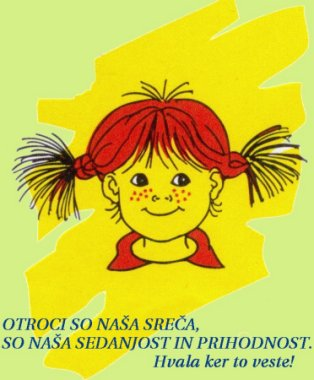 OTROCI SO NAŠA SREČA,
SO NAŠA SEDANJOST IN PRIHODNOST.
Hvala ker to veste!